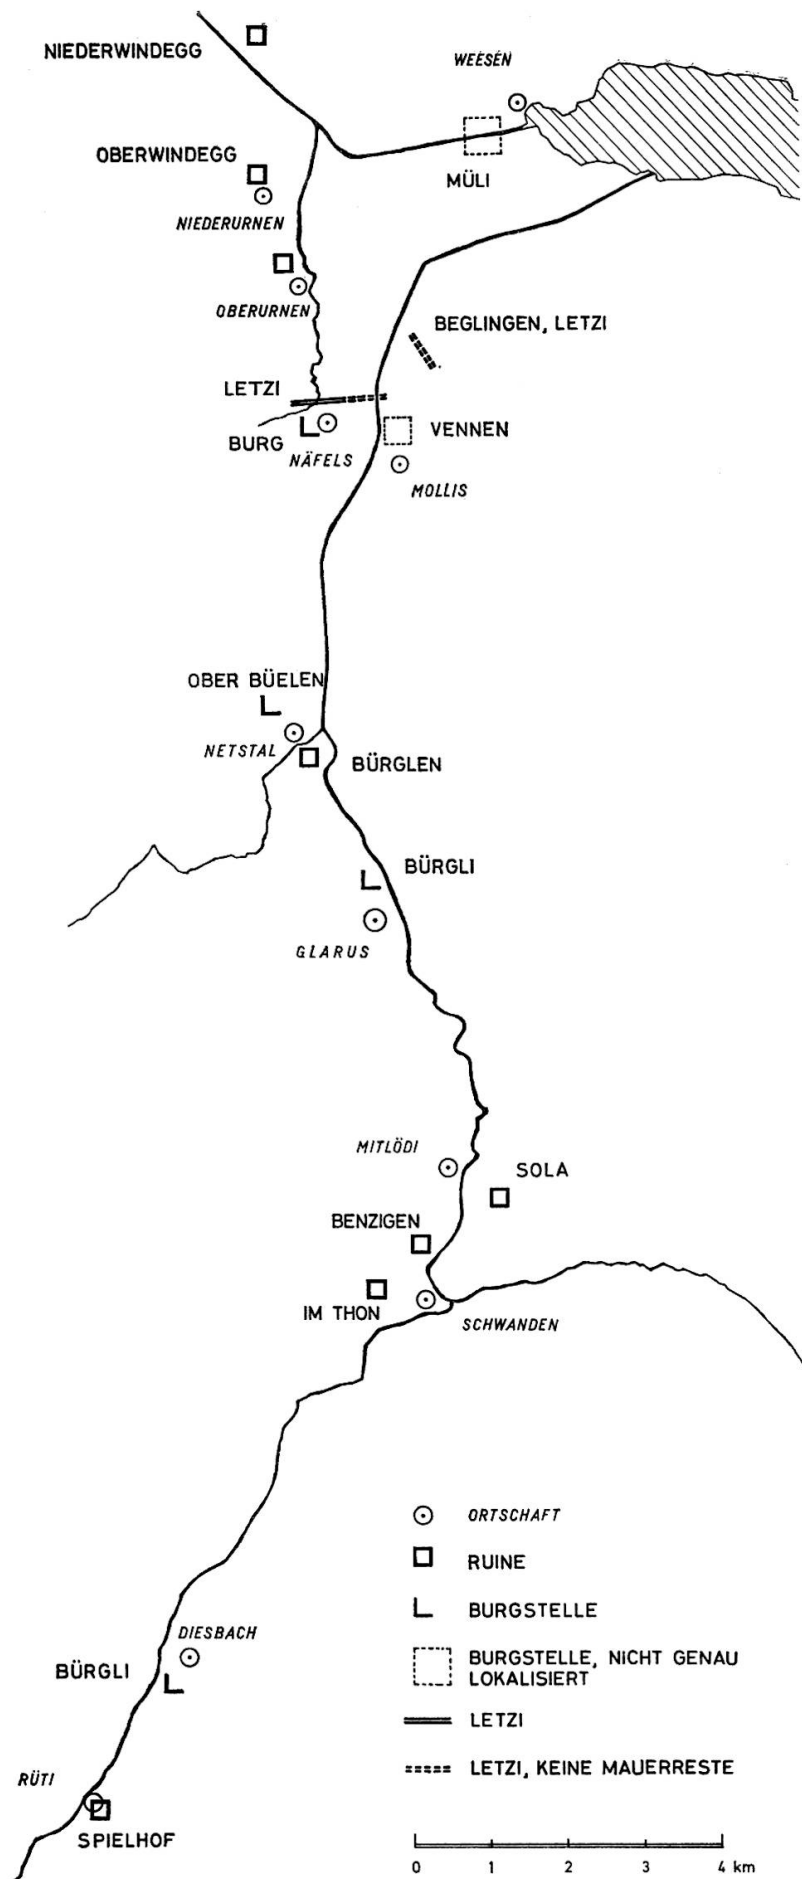 NIEDERWINDEGG
WEESEN
OBERWINDEGG
MÜLI
NIEDERURNEN
OBERURNEN
BEGLINGEN, LETZI
LETZI
BURG
VENNEN
NÄFELS
MOLLIS
OBER BÜELEN
NETSTAL
BÜRGLEN
BÜRGLI
GLARUS
MITLÖDI
SOLA
BENZIGEN
IM THON
SCHWANDEN
ORTSCHAFT
RUINE
BURGSTELLE
DIESBACH
BÜRGLI
BURGSTELLE, NICHT GENAU
LOKALISIERT
LETZI
RÜTI
LETZI, KEINE MAUERRESTE
SPIELHOF
0 1 2 3 4 km